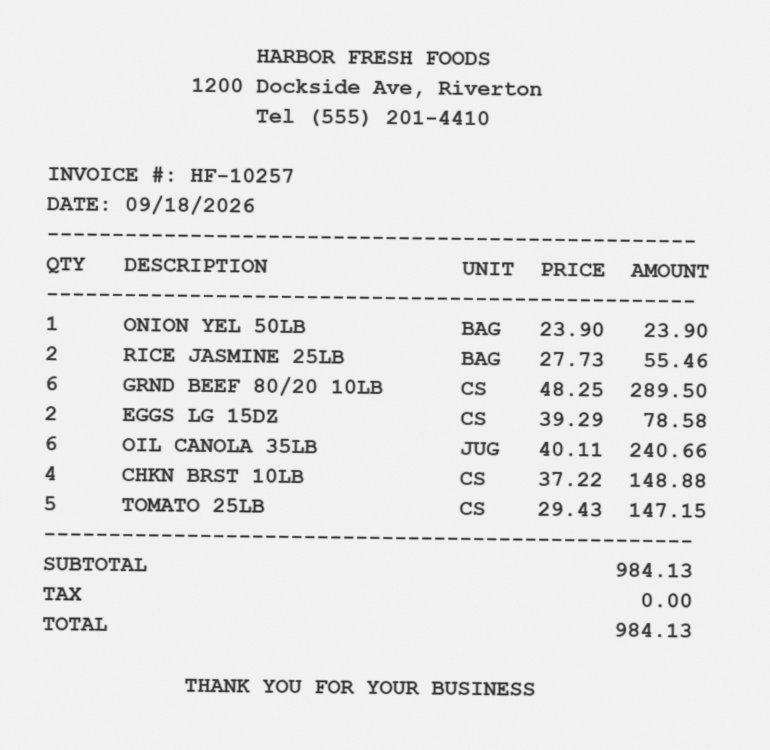 HARBOR FRESH FOODS
1200 Dockside Ave, Riverton
Tel (555) 201-4410
INVOICE #: HF-10257
DATE: 09/18/2026
--------------------------------------------------
QTY DESCRIPTION UNIT PRICE AMOUNT
--------------------------------------------------
1 ONION YEL 50LB BAG 23.90 23.90
2 RICE JASMINE 25LB BAG 27.73 55.46
6 GRND BEEF 80/20 10LB CS 48.25 289.50
2 EGGS LG 15DZ CS 39.29 78.58
6 OIL CANOLA 35LB JUG 40.11 240.66
4 CHKN BRST 10LB CS 37.22 148.88
5 TOMATO 25LB CS 29.43 147.15
--------------------------------------------------
SUBTOTAL 984.13
TAX 0.00
TOTAL 984.13
THANK YOU FOR YOUR BUSINESS